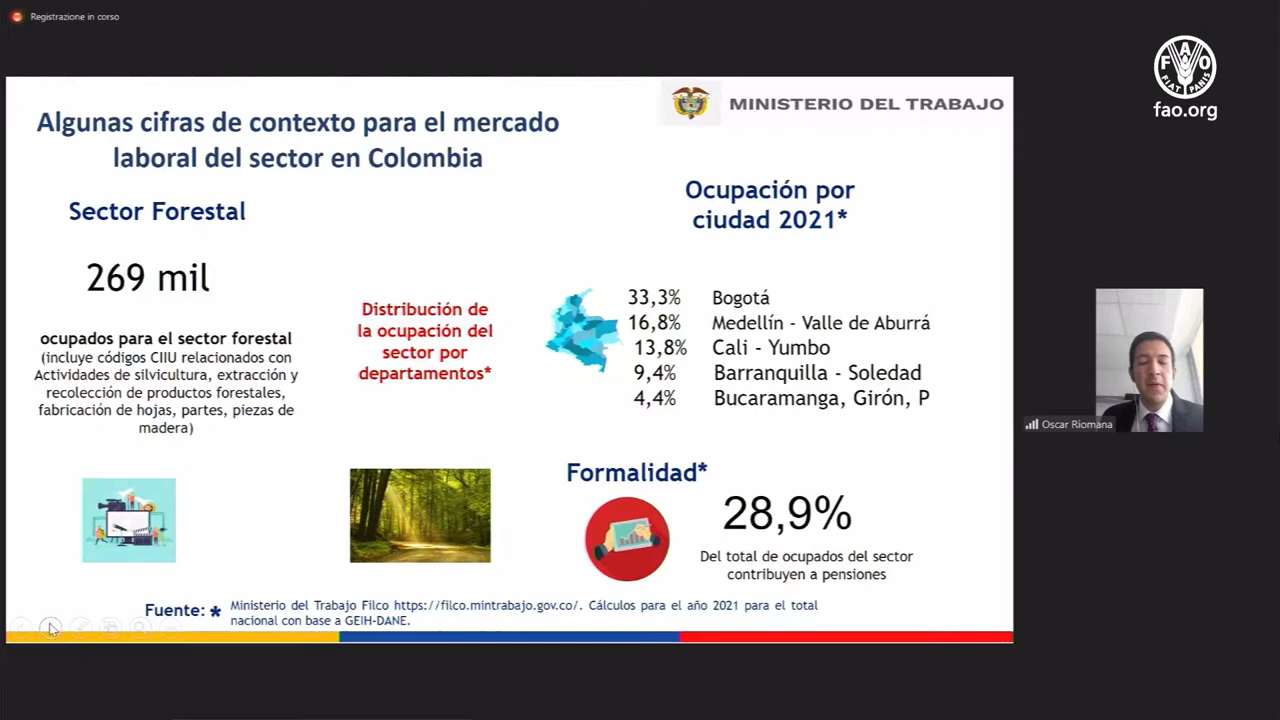 Registrazione in corso
FAO
FIAT PANIS
fao.org
MINISTERIO DEL TRABAJO
Algunas cifras de contexto para el mercado
laboral del sector en Colombia
Sector Forestal
269 mil
ocupados para el sector forestal
(incluye códigos CIIU relacionados con
Actividades de silvicultura, extracción y
recolección de productos forestales,
fabricación de hojas, partes, piezas de
madera)
Distribución de
la ocupación del
sector por
departamentos*
Ocupación por
ciudad 2021*
33,3% Bogotá
16,8% Medellín - Valle de Aburrá
13,8% Cali - Yumbo
9,4% Barranquilla - Soledad
4,4% Bucaramanga, Girón, P
Formalidad*
28,9%
Del total de ocupados del sector
contribuyen a pensiones
Fuente: * Ministerio del Trabajo Filco https://filco.mintrabajo.gov.co/. Cálculos para el año 2021 para el total
nacional con base a GEIH-DANE.
Oscar Riomana